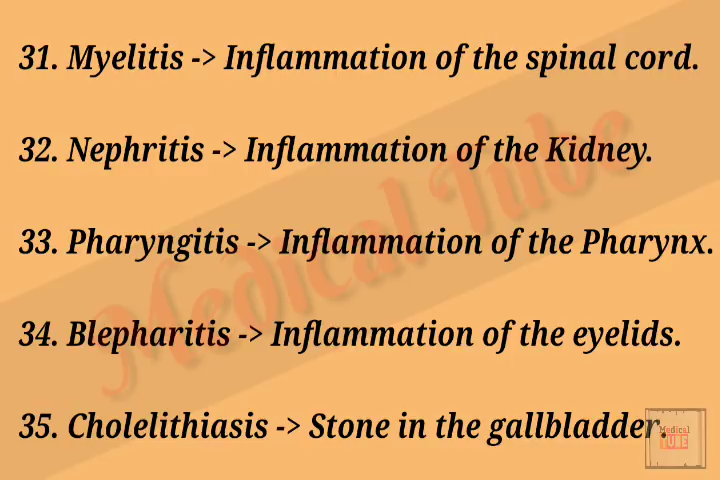 31. Myelitis -> Inflammation of the spinal cord.
32. Nephritis -> Inflammation of the Kidney.
33. Pharyngitis -> Inflammation of the Pharynx.
34. Blepharitis -> Inflammation of the eyelids.
35. Cholelithiasis -> Stone in the gallbladder.
Medical Tube
Medical
TUBE